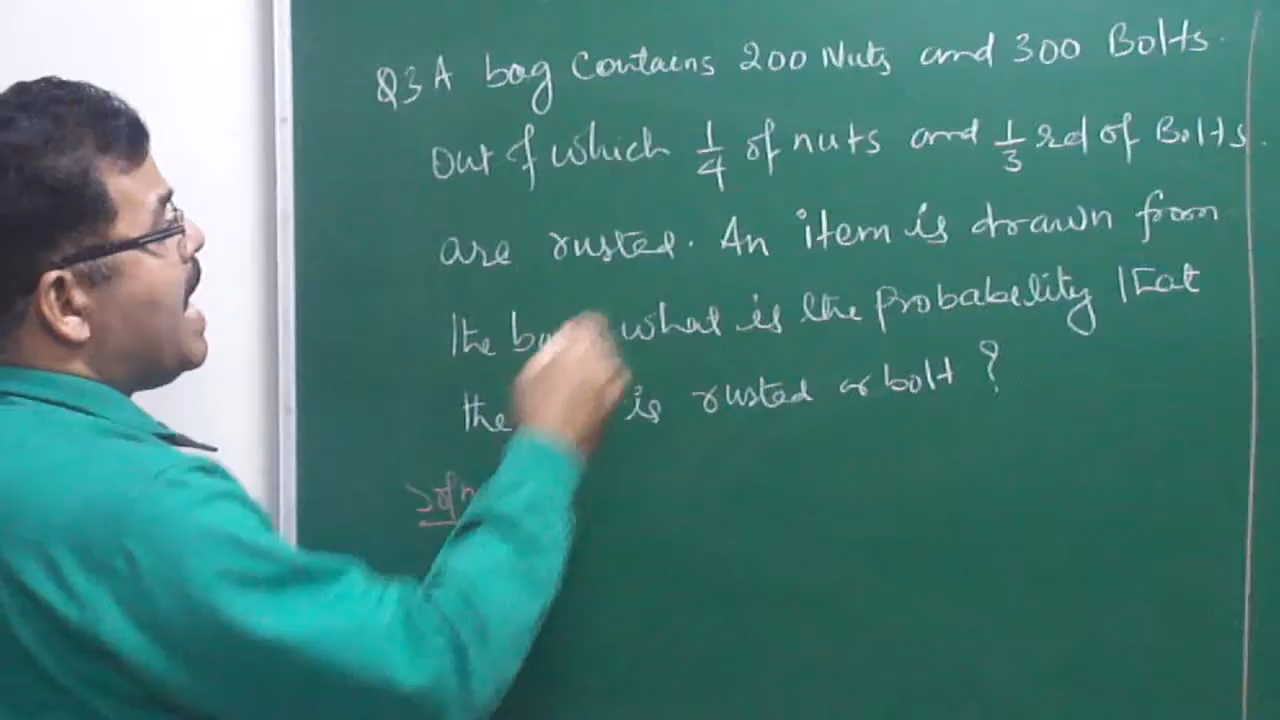 Q3 A bag Contains 200 Nuts and 300 Bolts.
out of which 1/4 of nuts and 1/3 rd of Bolts.
are rusted. An item is drawn from
the what is the Probability that
the is rusted or bolt ?